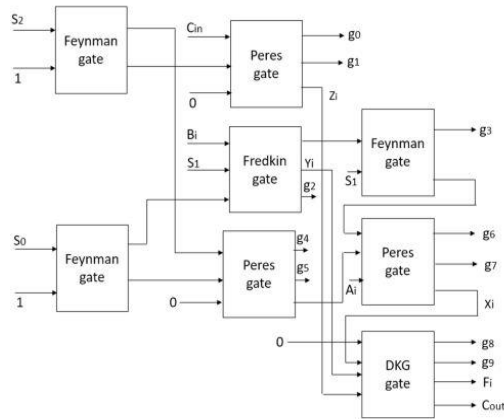 S2
Feynman
gate
1
Cin
Peres
gate
0
g0
g1
Zi
Bi
S1
Fredkin
gate
Yi
g2
Feynman
gate
S1
g3
S0
Feynman
gate
1
Peres
gate
0
g4
g5
Peres
gate
Ai
g6
g7
Xi
0
DKG
gate
g8
g9
Fi
Cout